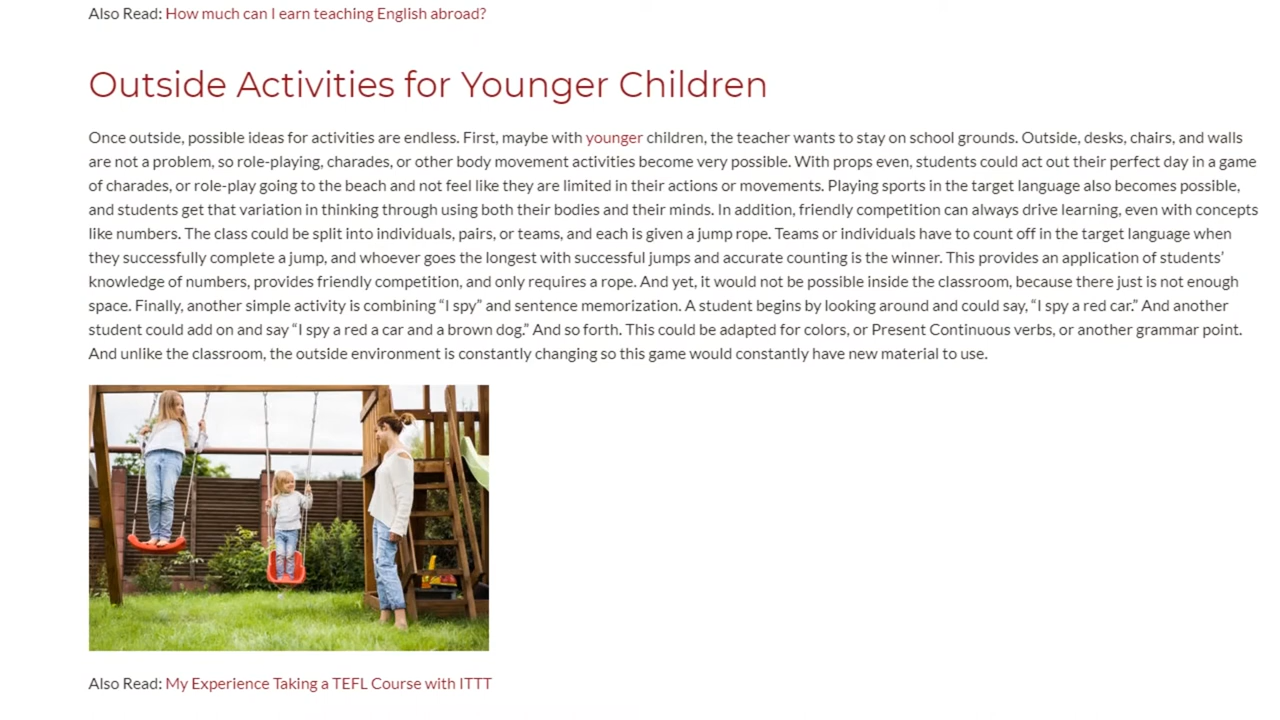 Also Read: How much can I earn teaching English abroad?
Outside Activities for Younger Children
Once outside, possible ideas for activities are endless. First, maybe with younger children, the teacher wants to stay on school grounds. Outside, desks, chairs, and walls
are not a problem, so role-playing, charades, or other body movement activities become very possible. With props even, students could act out their perfect day in a game
of charades, or role-play going to the beach and not feel like they are limited in their actions or movements. Playing sports in the target language also becomes possible,
and students get that variation in thinking through using both their bodies and their minds. In addition, friendly competition can always drive learning, even with concepts
like numbers. The class could be split into individuals, pairs, or teams, and each is given a jump rope. Teams or individuals have to count off in the target language when
they successfully complete a jump, and whoever goes the longest with successful jumps and accurate counting is the winner. This provides an application of students’
knowledge of numbers, provides friendly competition, and only requires a rope. And yet, it would not be possible inside the classroom, because there just is not enough
space. Finally, another simple activity is combining “I spy” and sentence memorization. A student begins by looking around and could say, “I spy a red car.” And another
student could add on and say “I spy a red a car and a brown dog.” And so forth. This could be adapted for colors, or Present Continuous verbs, or another grammar point.
And unlike the classroom, the outside environment is constantly changing so this game would constantly have new material to use.
Also Read: My Experience Taking a TEFL Course with ITTT